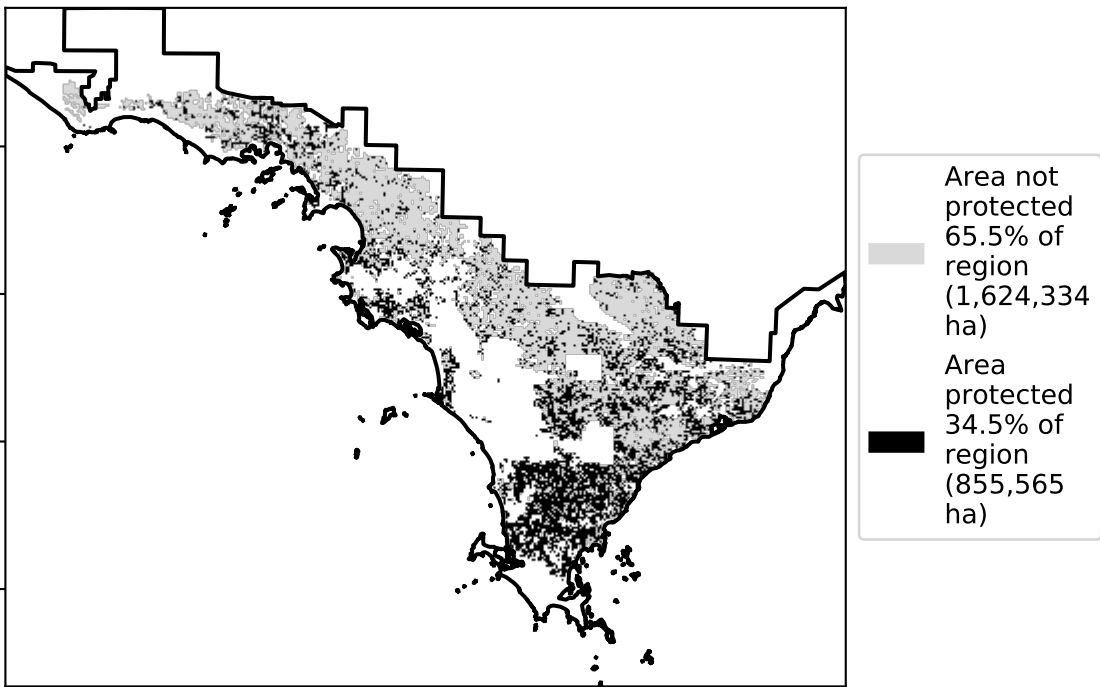 Area not
protected
65.5% of
region
(1,624,334
ha)
Area
protected
34.5% of
region
(855,565
ha)